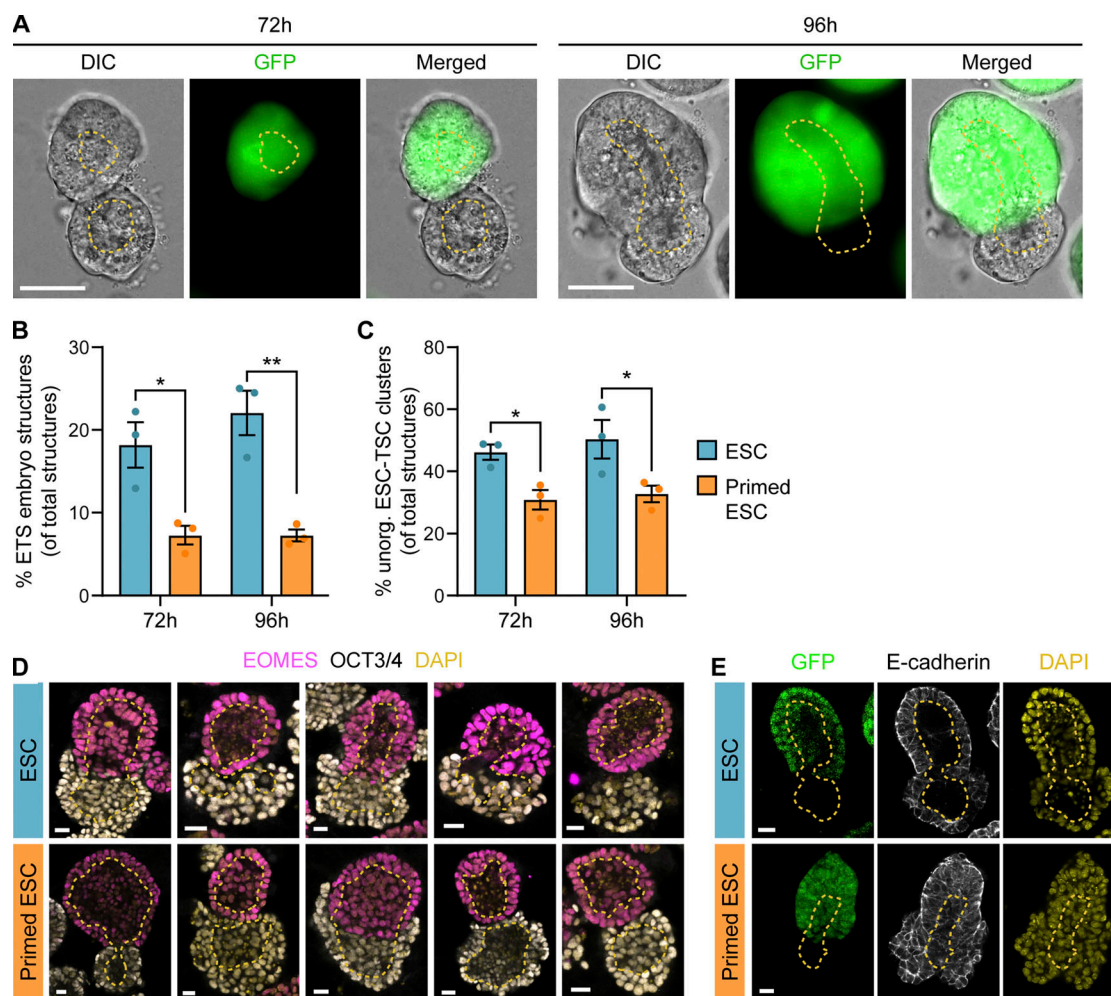 A
72h
96h
DIC GFP Merged DIC GFP Merged
B
% ETS embryo structures
(of total structures)
30
20
10
0
*
**
72h 96h
C
% unorg. ESC-TSC clusters
(of total structures)
80
60
40
20
0
*
*
72h 96h
ESC
Primed
ESC
D
EOMES OCT3/4 DAPI
ESC
Primed ESC
E
GFP E-cadherin DAPI
ESC
Primed ESC